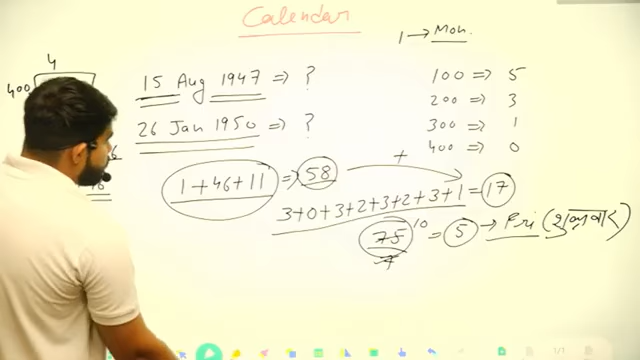 Calendar
1 → Mon.
4
400
15 Aug 1947 ⇒ ?
100 ⇒ 5
26 Jan 1950 ⇒ ?
200 ⇒ 3
300 ⇒ 1
400 ⇒ 0
1+46+11 ⇒ 58
+
3+0+3+2+3+2+3+1 = 17
75 10 = 5 → Fri (शुक्रवार)
7